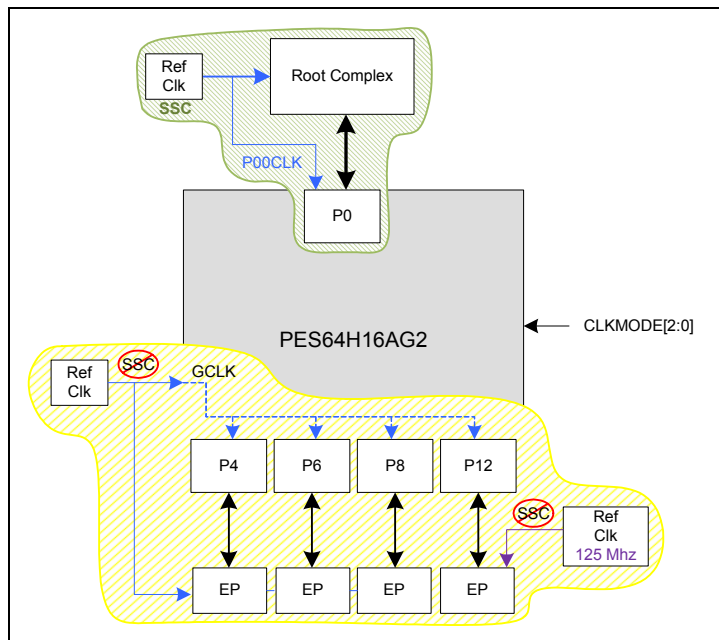 Ref
Clk
SSC
Root Complex
P00CLK
P0
PES64H16AG2
CLKMODE[2:0]
Ref
Clk
SSC
GCLK
P4
P6
P8
P12
SSC
Ref
Clk
125 Mhz
EP
EP
EP
EP